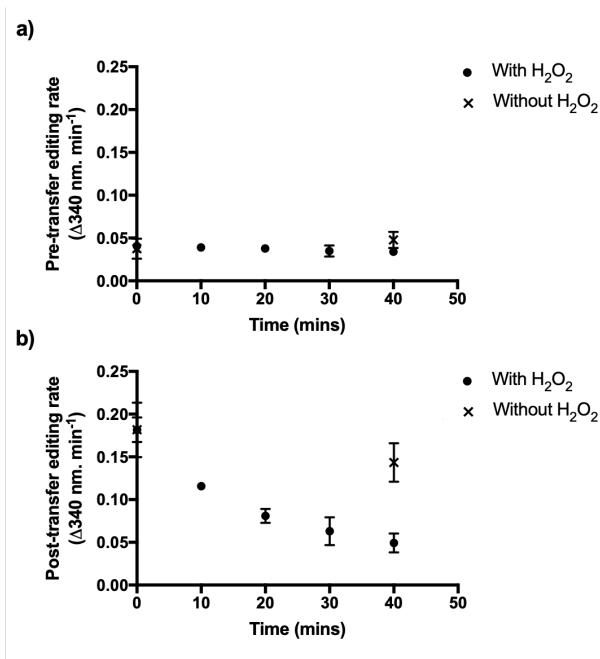 a)
With H₂O₂
Without H₂O₂
Pre-transfer editing rate
(Δ340 nm. min⁻¹)
0.25
0.20
0.15
0.10
0.05
0.00
0 10 20 30 40 50
Time (mins)
b)
With H₂O₂
Without H₂O₂
Post-transfer editing rate
(Δ340 nm. min⁻¹)
0.25
0.20
0.15
0.10
0.05
0.00
0 10 20 30 40 50
Time (mins)